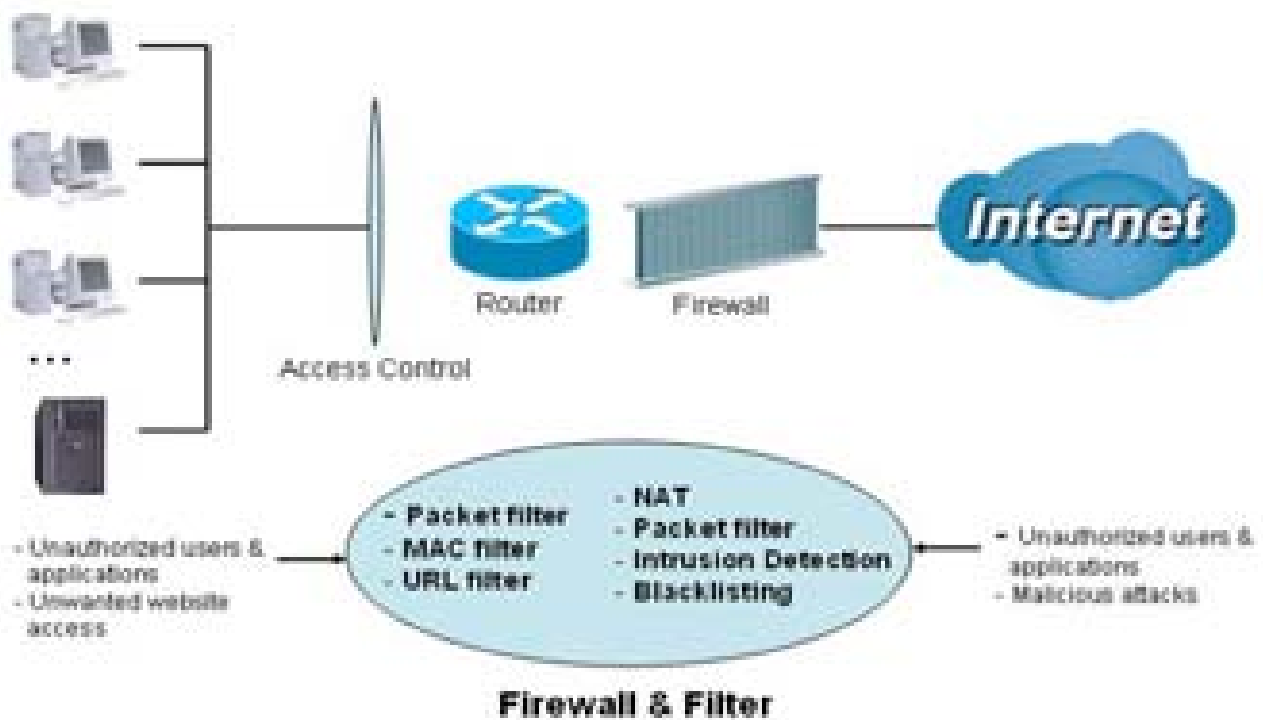 Internet
Router
Firewall
Access Control
...
- Packet filter
- MAC filter
- URL filter
- NAT
- Packet filter
- Intrusion Detection
- Blacklisting
- Unauthorized users &
applications
- Unwanted website
access
- Unauthorized users &
applications
- Malicious attacks
Firewall & Filter